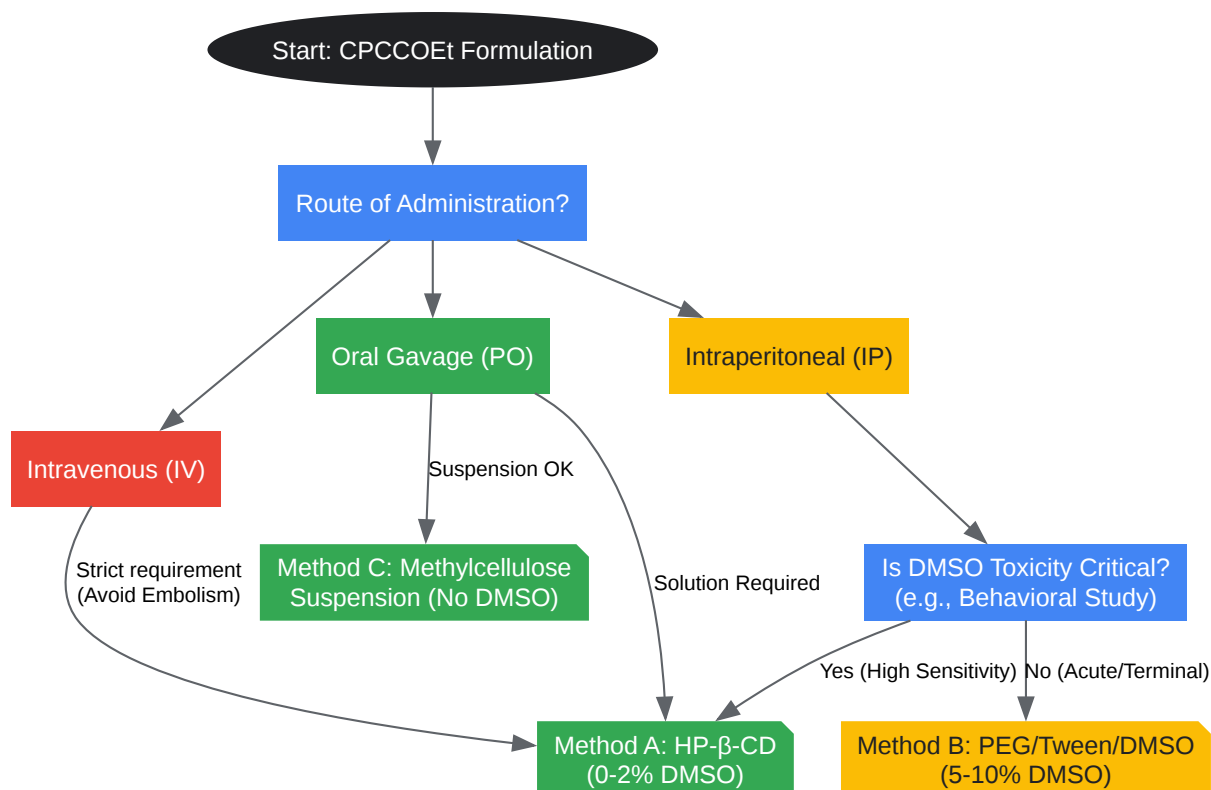 Start: CPCCOEt Formulation
Route of Administration?
Oral Gavage (PO)
Intraperitoneal (IP)
Intravenous (IV)
Suspension OK
Strict requirement
(Avoid Embolism)
Method C: Methylcellulose
Suspension (No DMSO)
Solution Required
Is DMSO Toxicity Critical?
(e.g., Behavioral Study)
Yes (High Sensitivity)
No (Acute/Terminal)
Method A: HP-β-CD
(0-2% DMSO)
Method B: PEG/Tween/DMSO
(5-10% DMSO)